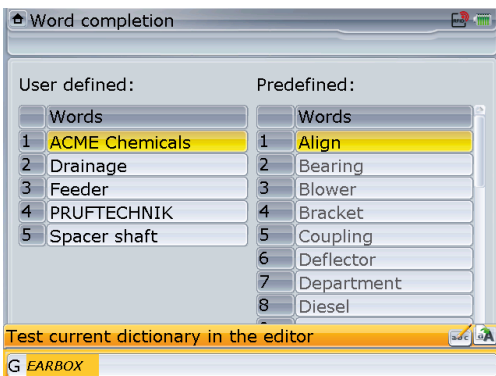 Word completion
User defined:
Words
1 ACME Chemicals
2 Drainage
3 Feeder
4 PRUFTECHNIK
5 Spacer shaft
Predefined:
Words
1 Align
2 Bearing
3 Blower
4 Bracket
5 Coupling
6 Deflector
7 Department
8 Diesel
Test current dictionary in the editor
G EARBOX